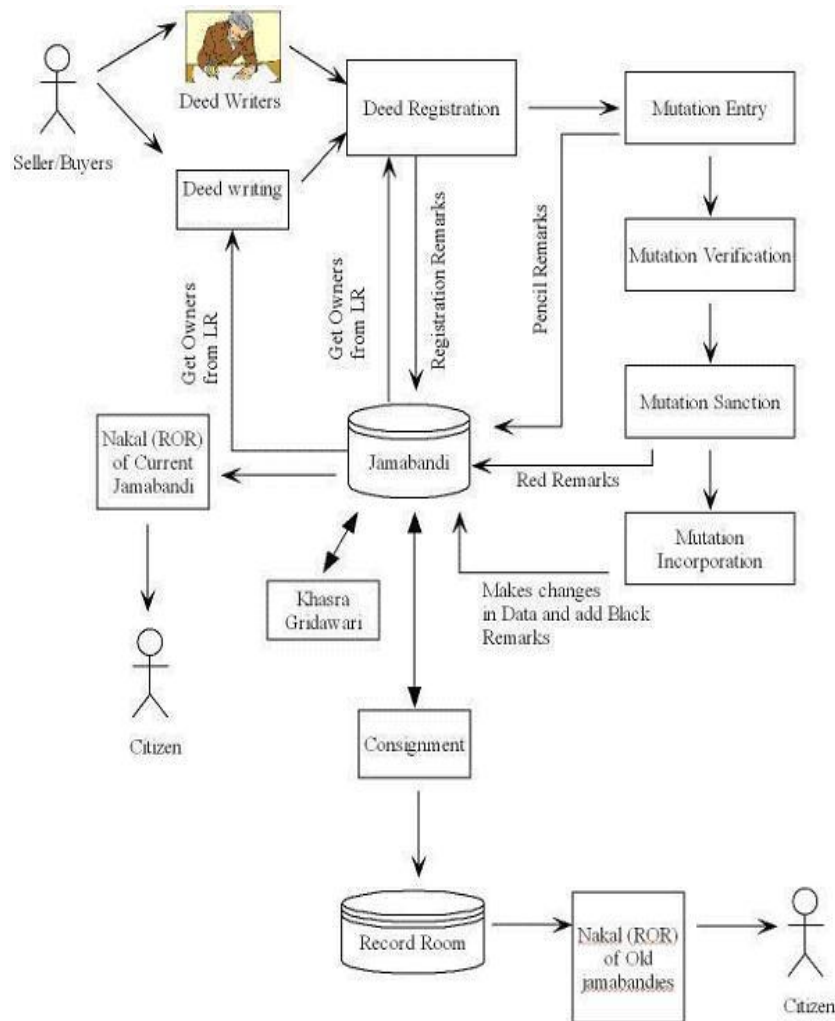 Deed Writers
Seller/Buyers
Deed writing
Deed Registration
Mutation Entry
Get Owners
from LR
Get Owners
from LR
Registration Remarks
Pencil Remarks
Mutation Verification
Mutation Sanction
Nakal (ROR)
of Current
Jamabandi
Jamabandi
Red Remarks
Mutation
Incorporation
Khasra
Gridawari
Makes changes
in Data and add Black
Remarks
Citizen
Consignment
Record Room
Nakal (ROR)
of Old
jamabandies
Citizen